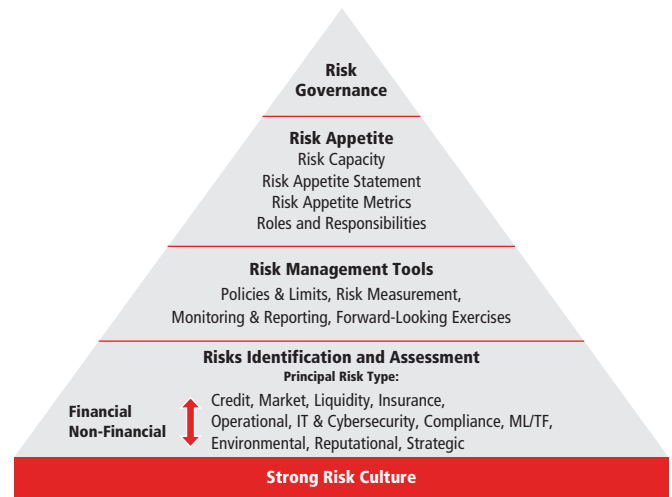 Risk
Governance
Risk Appetite
Risk Capacity
Risk Appetite Statement
Risk Appetite Metrics
Roles and Responsibilities
Risk Management Tools
Policies & Limits, Risk Measurement,
Monitoring & Reporting, Forward-Looking Exercises
Risks Identification and Assessment
Principal Risk Type:
Financial
Non-Financial
Credit, Market, Liquidity, Insurance,
Operational, IT & Cybersecurity, Compliance, ML/TF,
Environmental, Reputational, Strategic
Strong Risk Culture